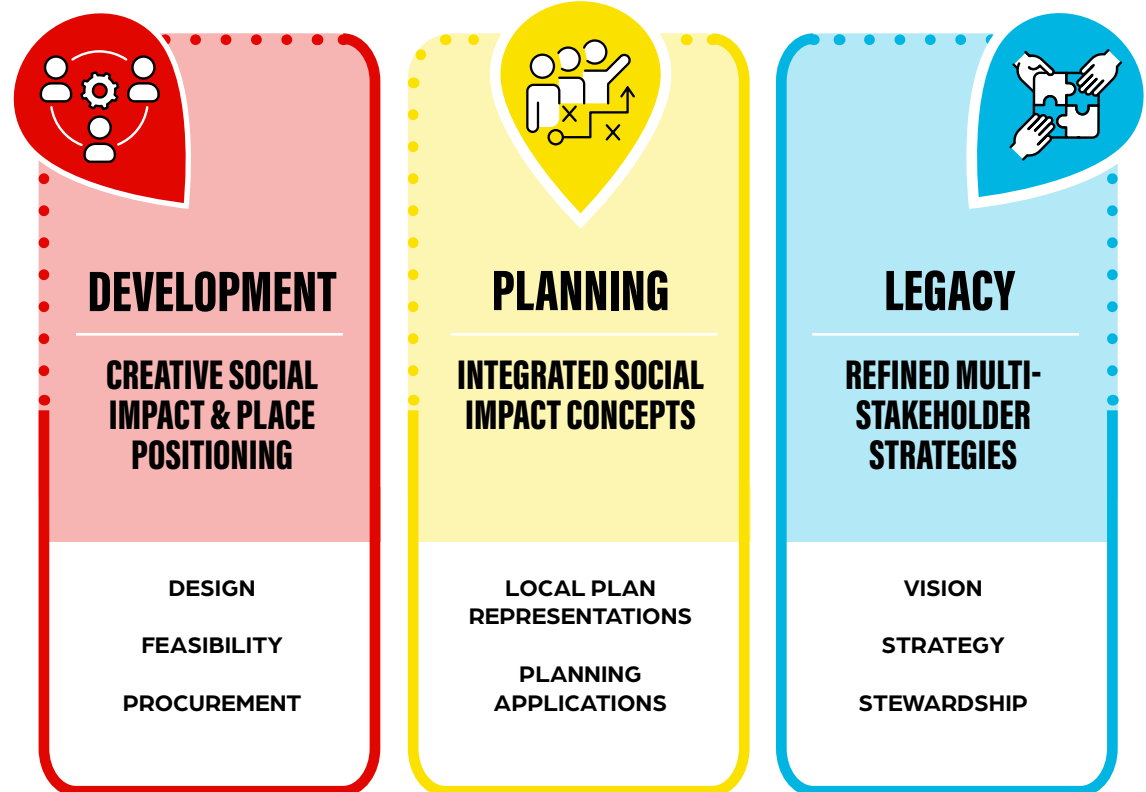 DEVELOPMENT
CREATIVE SOCIAL
IMPACT & PLACE
POSITIONING
DESIGN
FEASIBILITY
PROCUREMENT
PLANNING
INTEGRATED SOCIAL
IMPACT CONCEPTS
LOCAL PLAN
REPRESENTATIONS
PLANNING
APPLICATIONS
LEGACY
REFINED MULTI-
STAKEHOLDER
STRATEGIES
VISION
STRATEGY
STEWARDSHIP